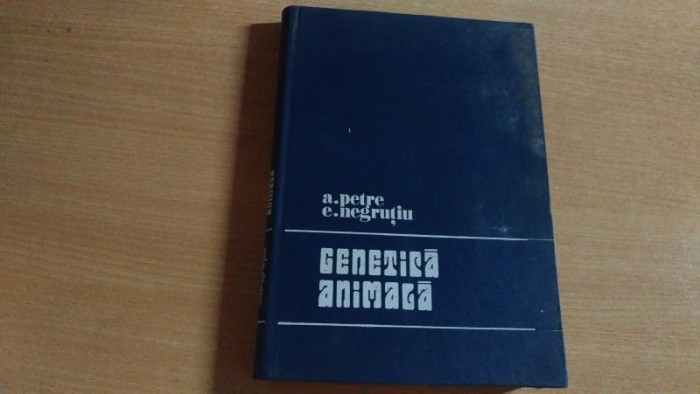 a.petre
e.negruțiu
GENETICĂ
ANIMALĂ